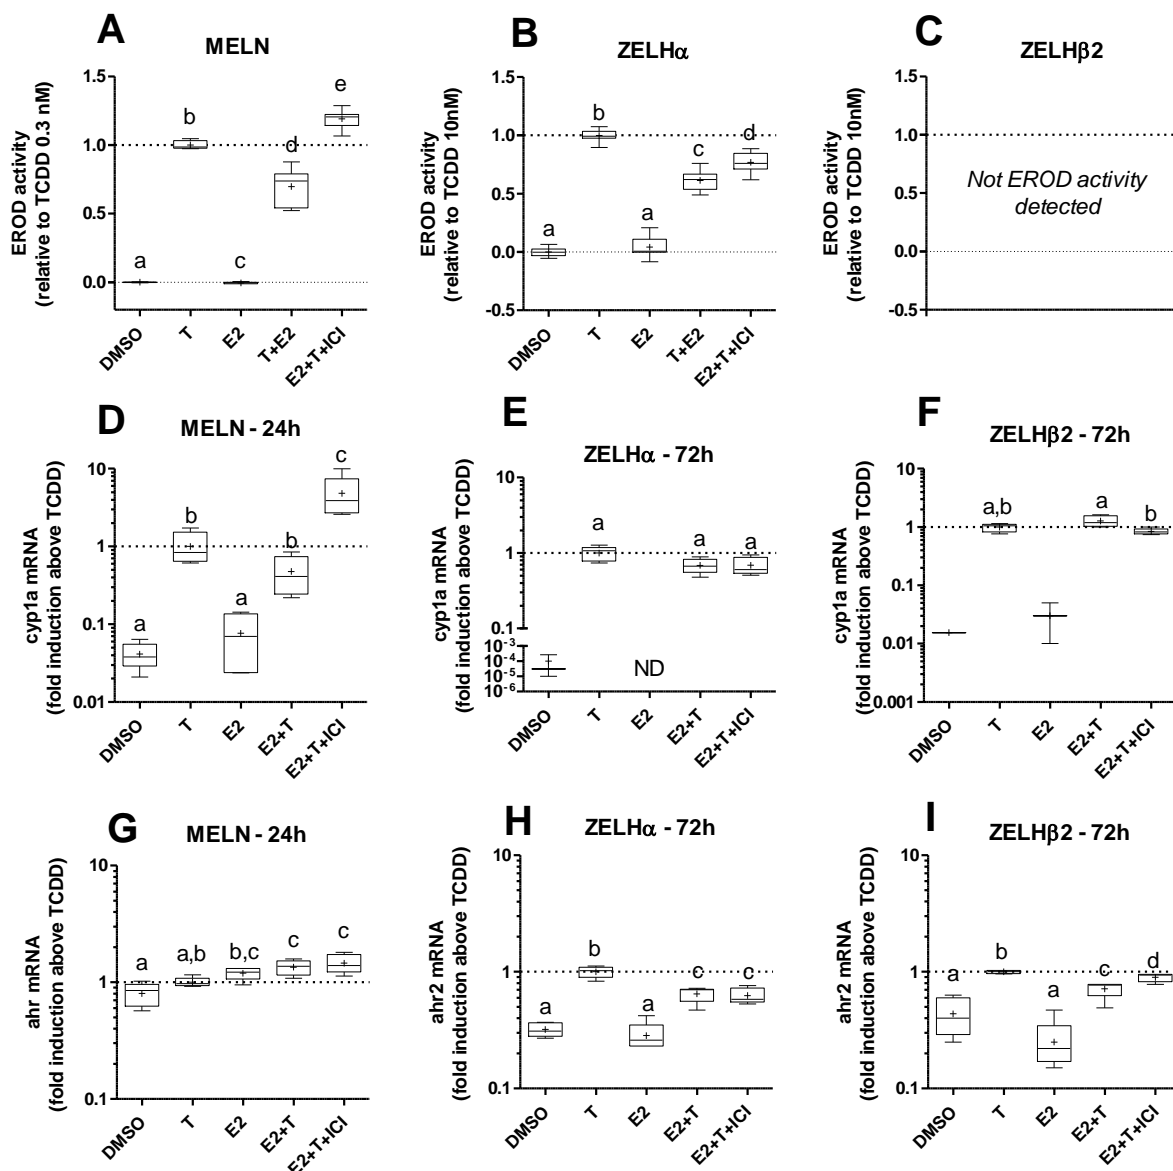 A
MELN
EROD activity
(relative to TCDD 0.3 nM)
1.5
1.0
0.5
0.0
a
b
c
d
e
DMSO
T
E2
T+E2
E2+T+ICI
B
ZELHα
EROD activity
(relative to TCDD 10nM)
1.5
1.0
0.5
0.0
-0.5
a
b
a
c
d
DMSO
T
E2
T+E2
E2+T+ICI
C
ZELHβ2
EROD activity
(relative to TCDD 10nM)
1.5
1.0
0.5
0.0
-0.5
Not EROD activity
detected
D
MELN - 24h
cyp1a mRNA
(fold induction above TCDD)
10
1
0.1
0.01
a
b
a
b
c
DMSO
T
E2
E2+T
E2+T+ICI
E
ZELHα - 72h
cyp1a mRNA
(fold induction above TCDD)
10
1
0.1
10⁻³
10⁻⁴
10⁻⁵
10⁻⁶
a
ND
a
a
DMSO
T
E2
E2+T
E2+T+ICI
F
ZELHβ2 - 72h
cyp1a mRNA
(fold induction above TCDD)
10
1
0.1
0.01
0.001
a,b
a
b
DMSO
T
E2
E2+T
E2+T+ICI
G
MELN - 24h
ahr mRNA
(fold induction above TCDD)
10
1
0.1
a
a,b
b,c
c
c
DMSO
T
E2
E2+T
E2+T+ICI
H
ZELHα - 72h
ahr2 mRNA
(fold induction above TCDD)
10
1
0.1
a
b
a
c
c
DMSO
T
E2
E2+T
E2+T+ICI
I
ZELHβ2 - 72h
ahr2 mRNA
(fold induction above TCDD)
10
1
0.1
a
b
a
c
d
DMSO
T
E2
E2+T
E2+T+ICI